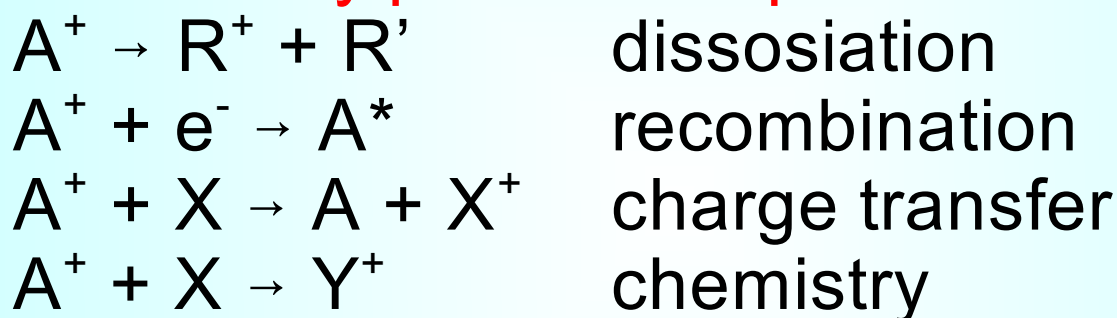 A⁺ → R⁺ + R’ dissosiation
A⁺ + e⁻ → A* recombination
A⁺ + X → A + X⁺ charge transfer
A⁺ + X → Y⁺ chemistry